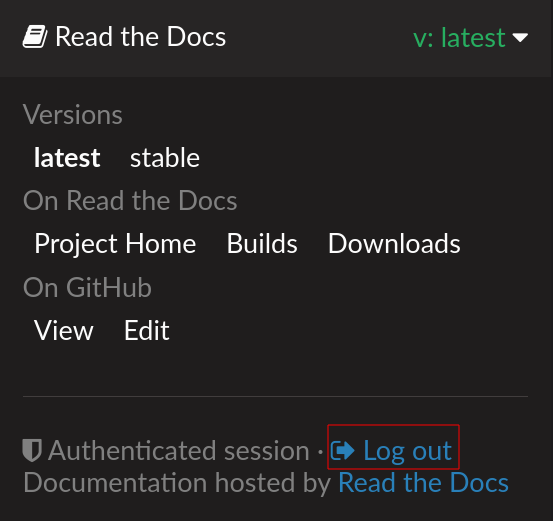 Read the Docs v: latest
Versions
latest stable
On Read the Docs
Project Home Builds Downloads
On GitHub
View Edit
Authenticated session · Log out
Documentation hosted by Read the Docs